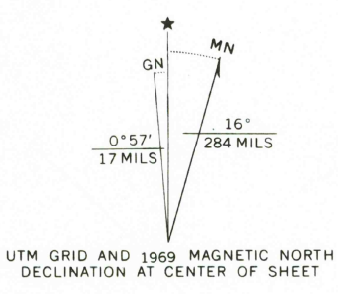 ★
MN
GN
0°57′
17 MILS
16°
284 MILS
UTM GRID AND 1969 MAGNETIC NORTH
DECLINATION AT CENTER OF SHEET